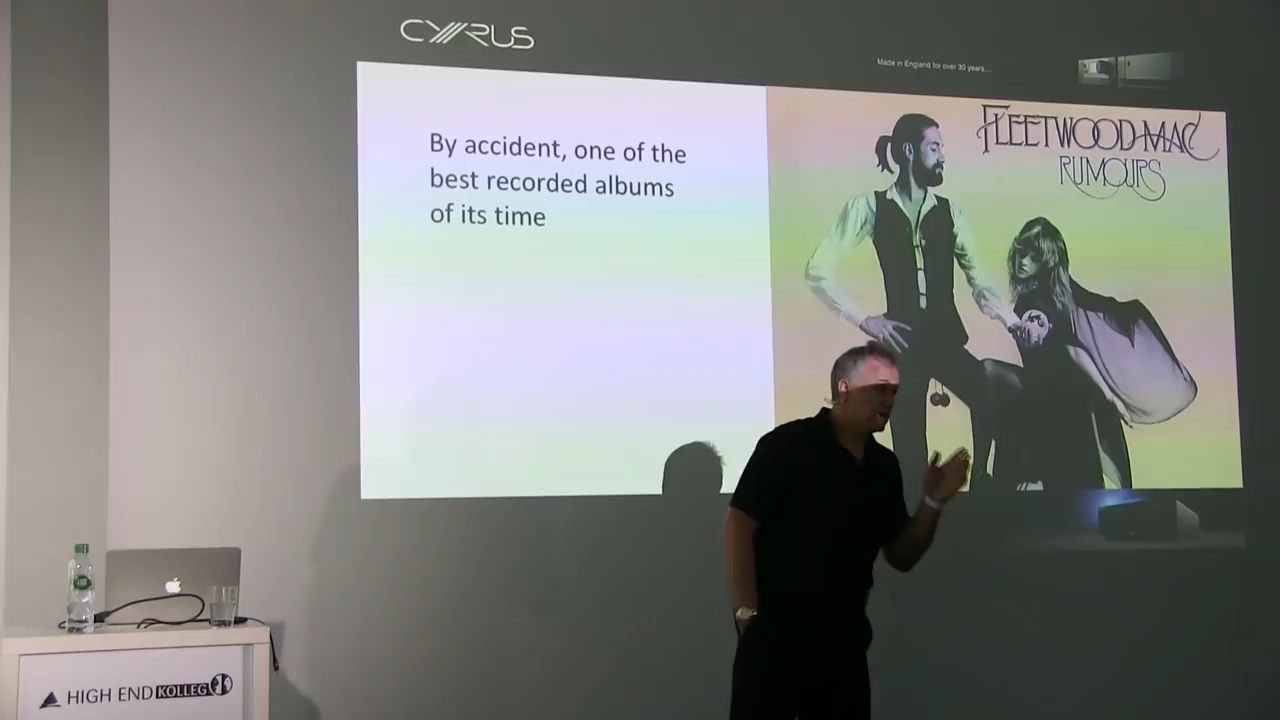 CYRUS
Made in England for over 30 years...
By accident, one of the
best recorded albums
of its time
FLEETWOOD MAC
RUMOURS
HIGH END KOLLEG